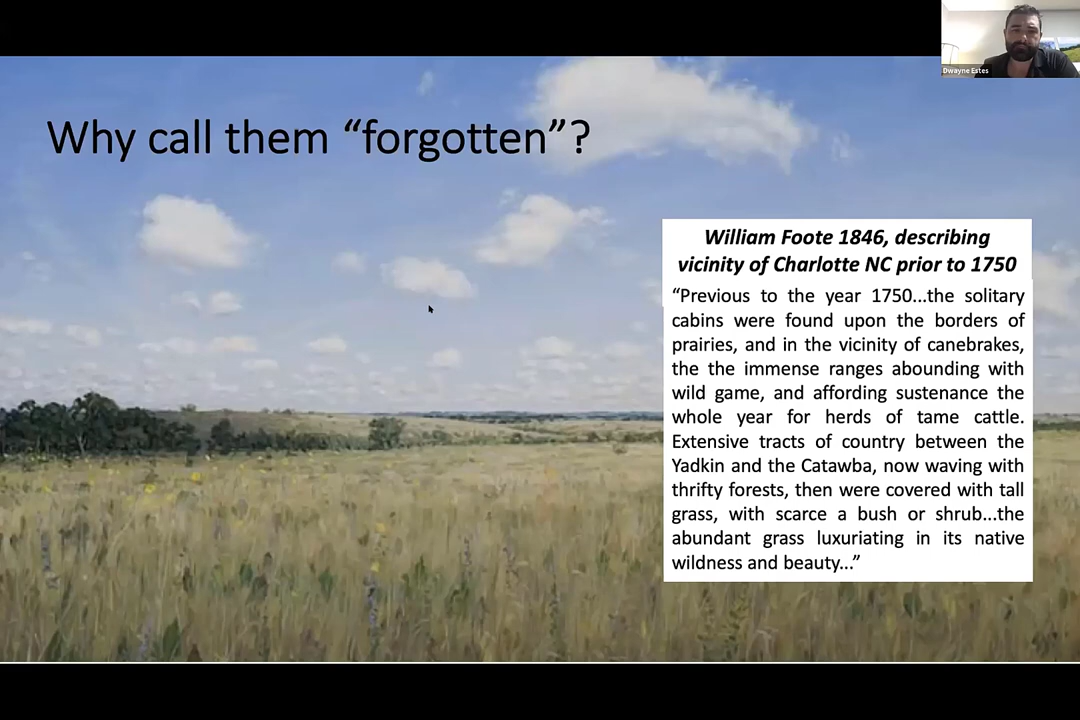 Dwayne Estes
Why call them “forgotten”?
William Foote 1846, describing
vicinity of Charlotte NC prior to 1750
“Previous to the year 1750...the solitary
cabins were found upon the borders of
prairies, and in the vicinity of canebrakes,
the the immense ranges abounding with
wild game, and affording sustenance the
whole year for herds of tame cattle.
Extensive tracts of country between the
Yadkin and the Catawba, now waving with
thrifty forests, then were covered with tall
grass, with scarce a bush or shrub...the
abundant grass luxuriating in its native
wildness and beauty...”